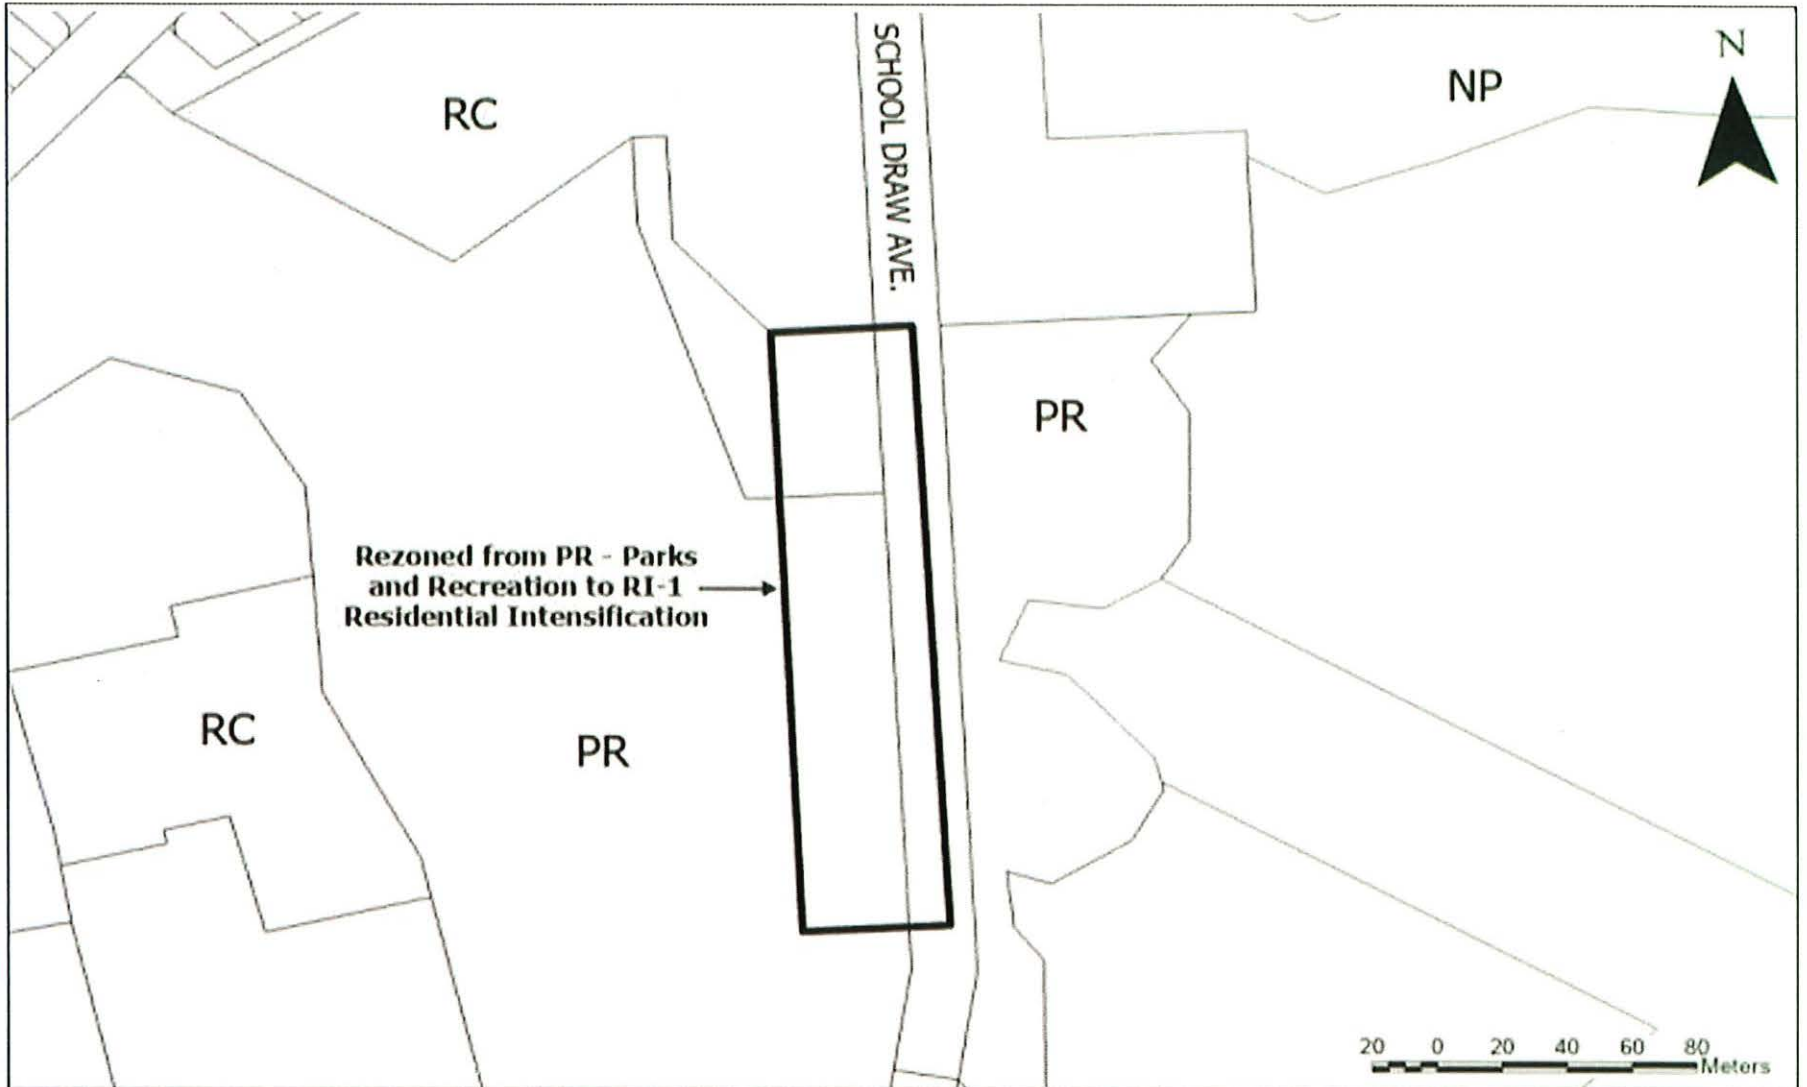 SCHOOL DRAW AVE.
N
RC
NP
PR
Rezoned from PR - Parks
and Recreation to RI-1
Residential Intensification
RC
PR
20 0 20 40 60 80
Meters